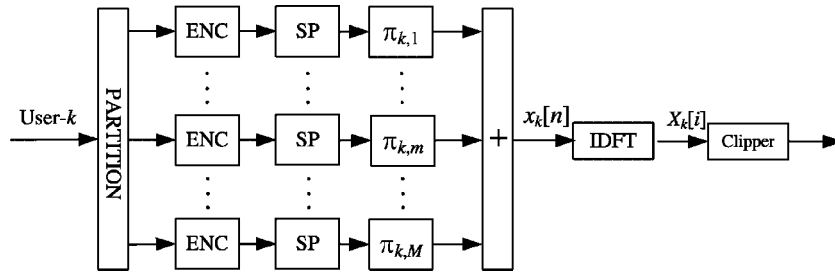 ENC SP π_{k,1}
User-k
PARTITION
ENC SP π_{k,m}
+
x_k[n]
IDFT
X_k[i]
Clipper
ENC SP π_{k,M}